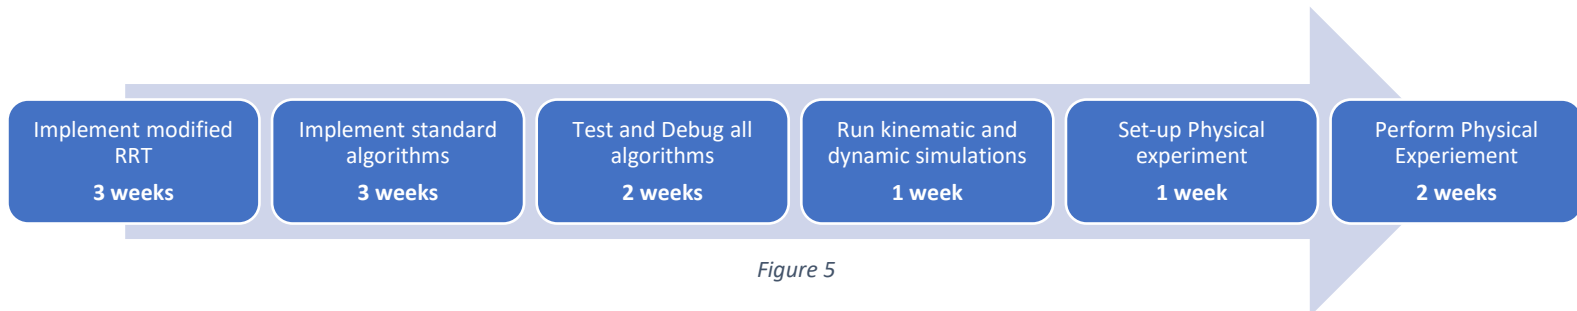 Implement modified
RRT
3 weeks
Implement standard
algorithms
3 weeks
Test and Debug all
algorithms
2 weeks
Run kinematic and
dynamic simulations
1 week
Set-up Physical
experiment
1 week
Perform Physical
Experiement
2 weeks
Figure 5